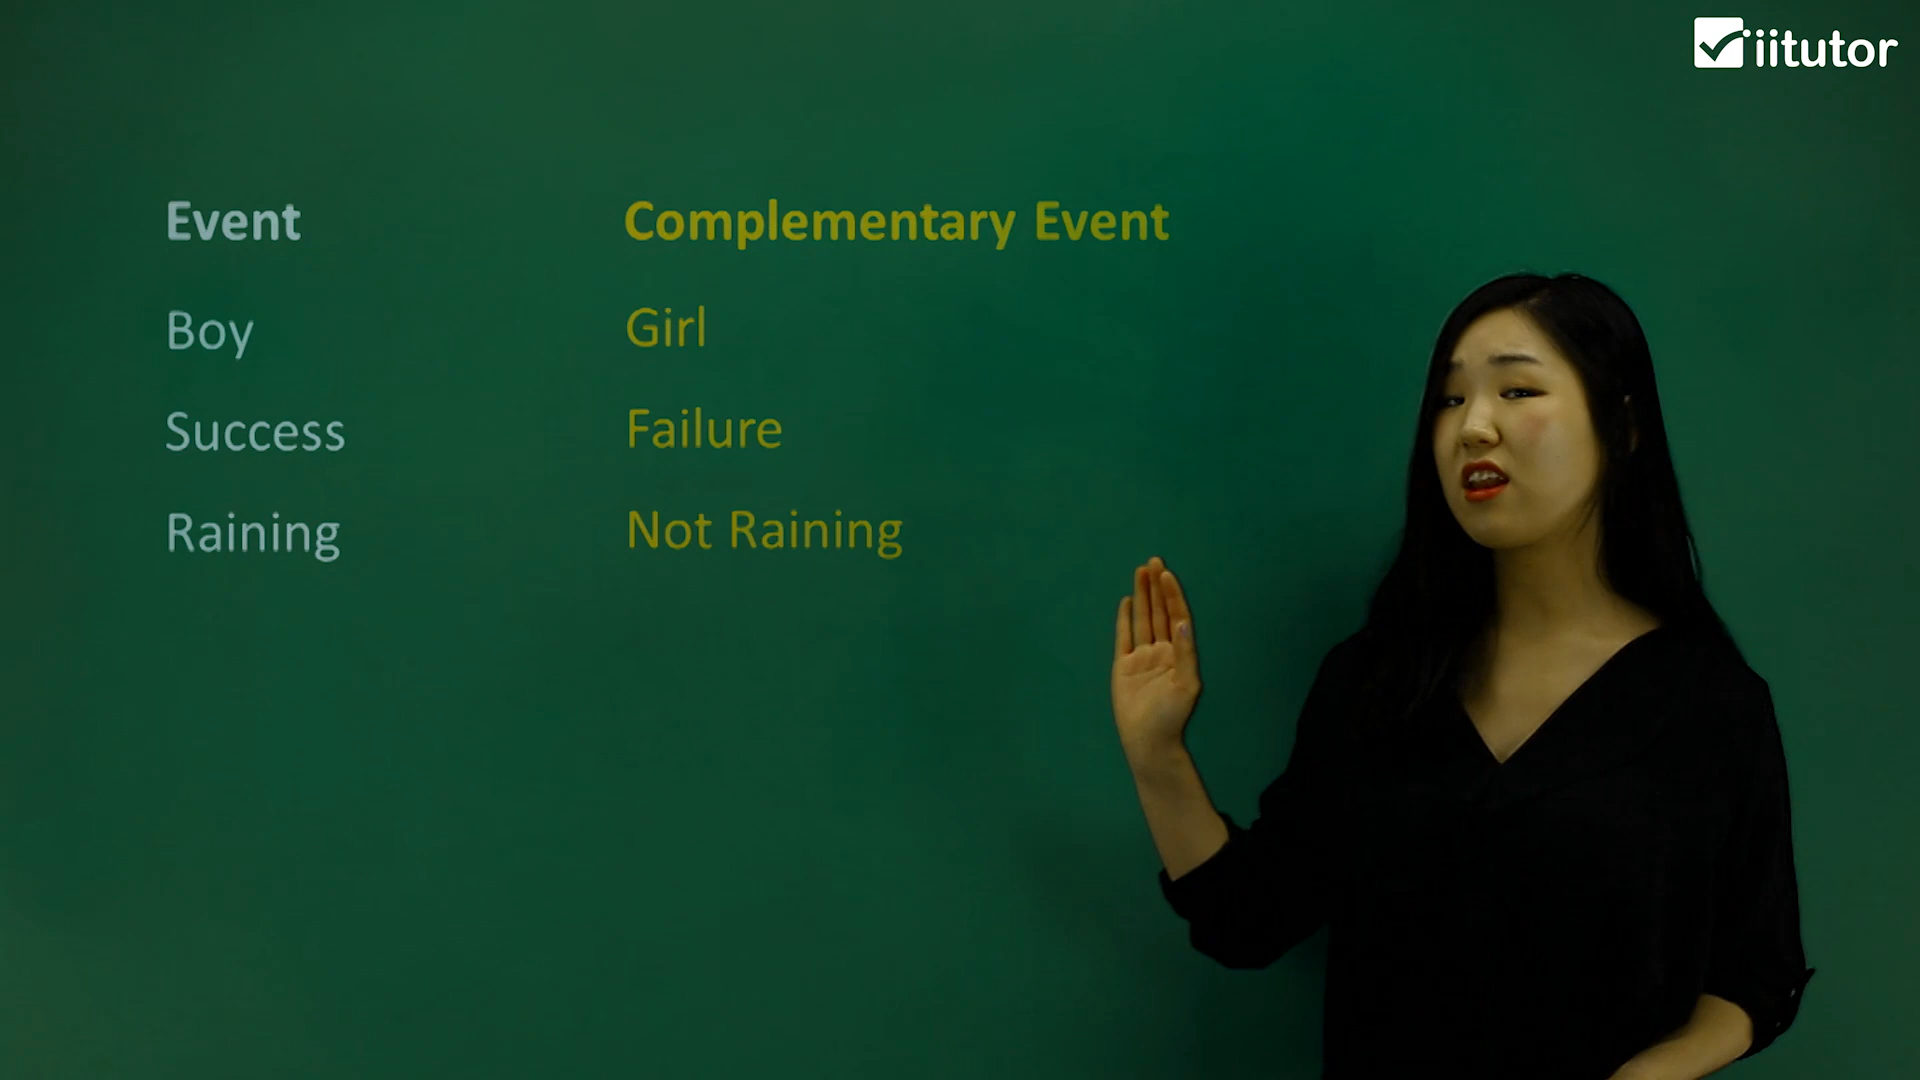 iitutor
Event Complementary Event
Boy Girl
Success Failure
Raining Not Raining